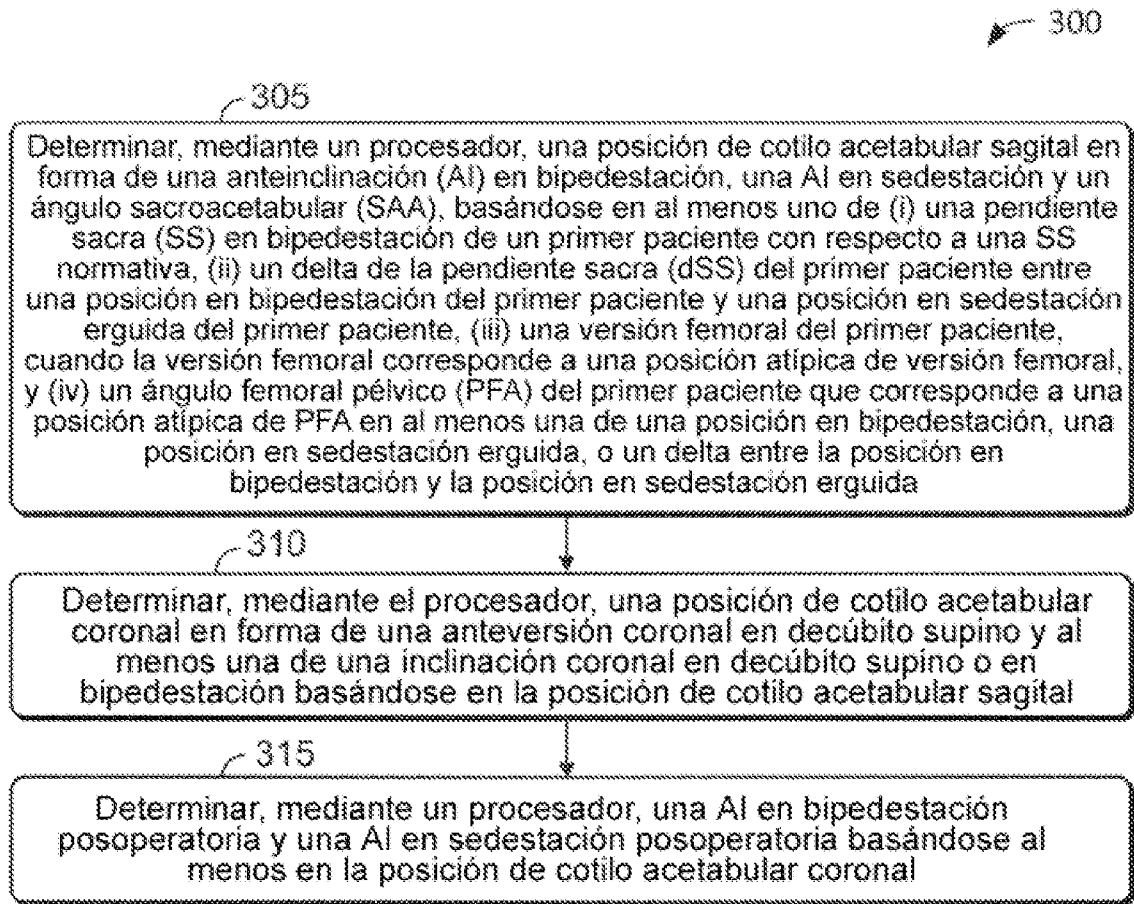 300
305
Determinar, mediante un procesador, una posición de cotilo acetabular sagital en
forma de una anteinclinación (AI) en bipedestación, una AI en sedestación y un
ángulo sacroacetabular (SAA), basándose en al menos uno de (i) una pendiente
sacra (SS) en bipedestación de un primer paciente con respecto a una SS
normativa, (ii) un delta de la pendiente sacra (dSS) del primer paciente entre
una posición en bipedestación del primer paciente y una posición en sedestación
erguida del primer paciente, (iii) una versión femoral del primer paciente,
cuando la versión femoral corresponde a una posición atípica de versión femoral,
y (iv) un ángulo femoral pélvico (PFA) del primer paciente que corresponde a una
posición atípica de PFA en al menos una de una posición en bipedestación, una
posición en sedestación erguida, o un delta entre la posición en
bipedestación y la posición en sedestación erguida
310
Determinar, mediante el procesador, una posición de cotilo acetabular
coronal en forma de una anteversión coronal en decúbito supino y al
menos una de una inclinación coronal en decúbito supino o en
bipedestación basándose en la posición de cotilo acetabular sagital
315
Determinar, mediante un procesador, una AI en bipedestación
posoperatoria y una AI en sedestación posoperatoria basándose al
menos en la posición de cotilo acetabular coronal